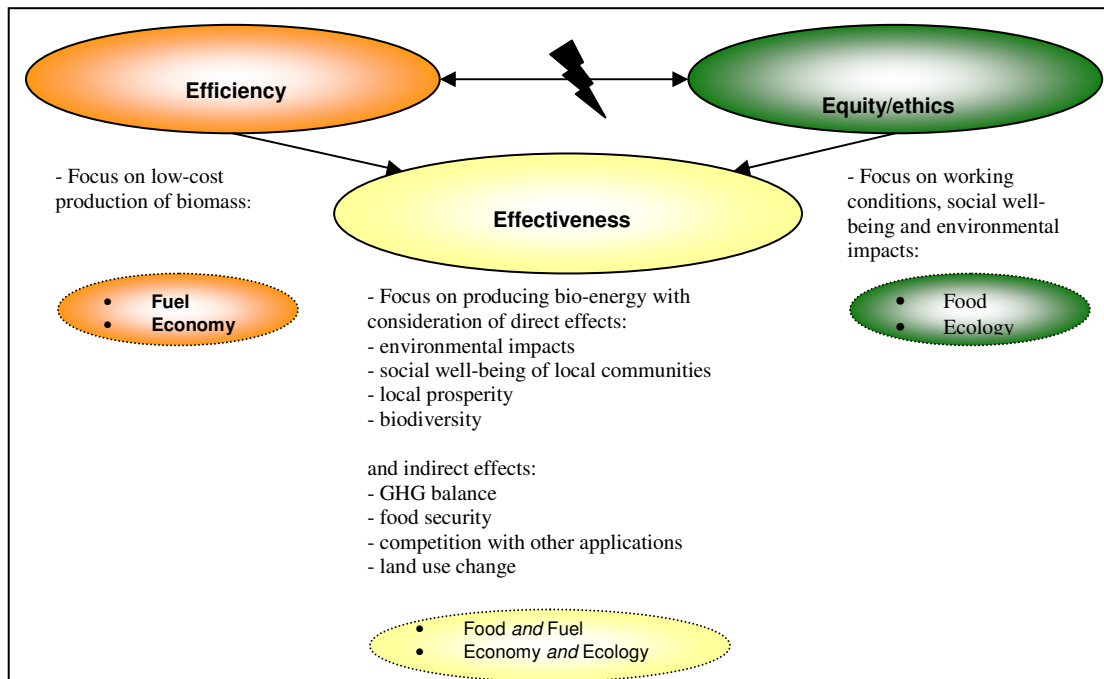 Efficiency
Equity/ethics
Effectiveness
- Focus on low-cost
production of biomass:
• Fuel
• Economy
- Focus on producing bio-energy with
consideration of direct effects:
- environmental impacts
- social well-being of local communities
- local prosperity
- biodiversity
and indirect effects:
- GHG balance
- food security
- competition with other applications
- land use change
• Food and Fuel
• Economy and Ecology
- Focus on working
conditions, social well-
being and environmental
impacts:
• Food
• Ecology